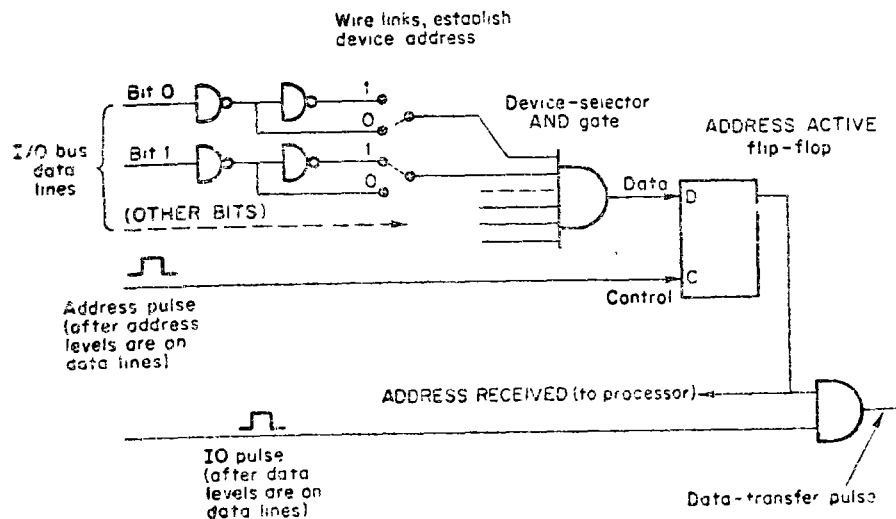 Wire links, establish
device address
Bit 0
1
0
I/O bus
data
lines
Bit 1
1
0
(OTHER BITS)
Device-selector
AND gate
ADDRESS ACTIVE
flip-flop
Data
D
C
Control
Address pulse
(after address
levels are on
data lines)
ADDRESS RECEIVED (to processor)
IO pulse
(after data
levels are on
data lines)
Data-transfer pulse